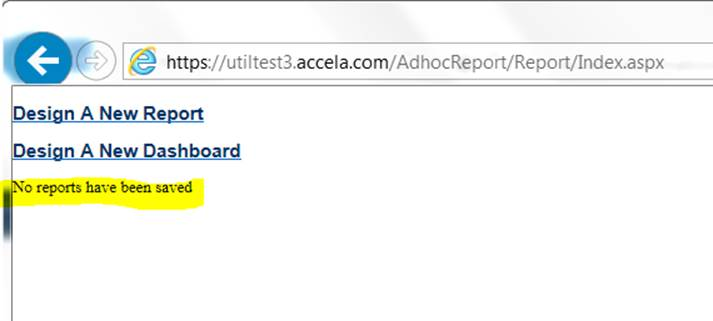 https://utiltest3.accela.com/AdhocReport/Report/Index.aspx
Design A New Report
Design A New Dashboard
No reports have been saved